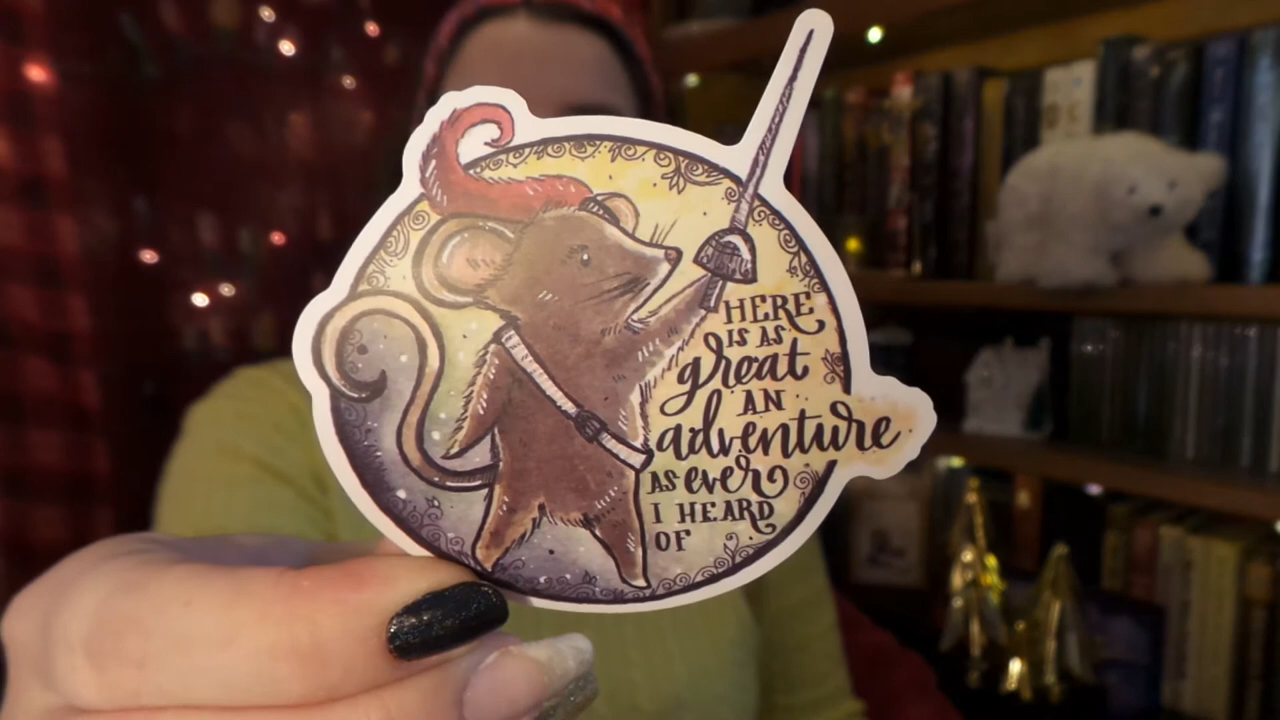 HERE
IS AS
great
AN
adventure
AS ever
I HEARD
OF